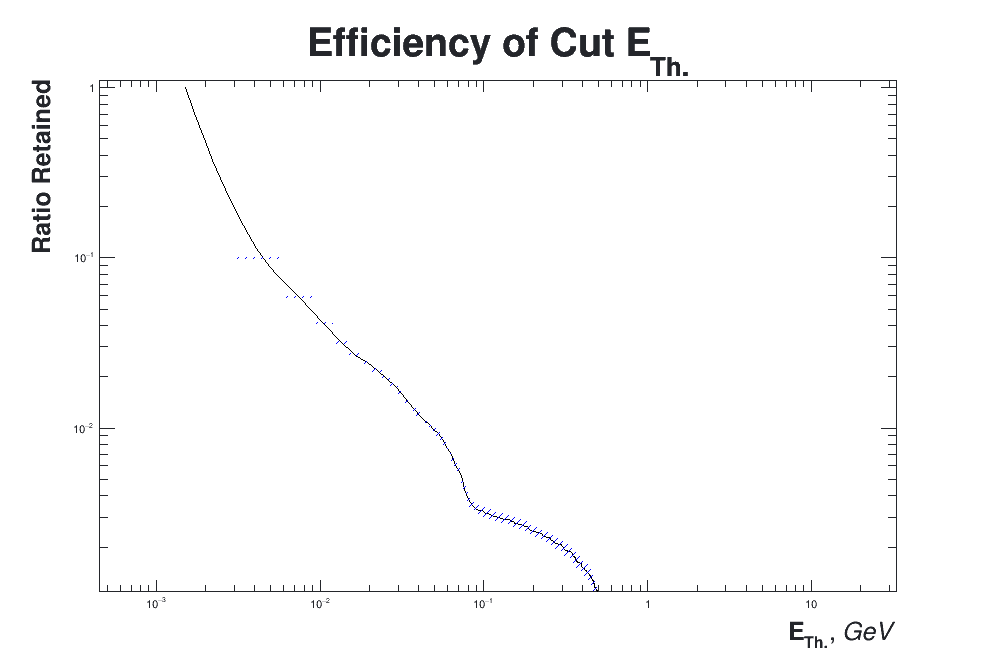 Efficiency of Cut E_Th.
Ratio Retained
1
10⁻¹
10⁻²
10⁻³ 10⁻² 10⁻¹ 1 10
E_Th., GeV